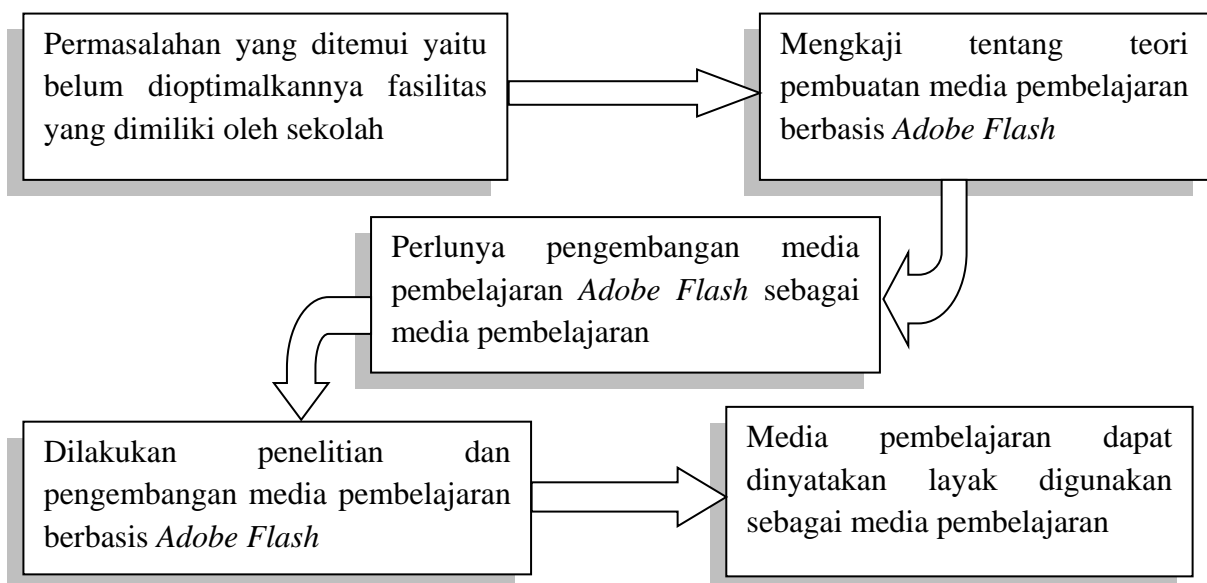 Permasalahan yang ditemui yaitu
belum dioptimalkannya fasilitas
yang dimiliki oleh sekolah
Mengkaji tentang teori
pembuatan media pembelajaran
berbasis Adobe Flash
Perlunya pengembangan media
pembelajaran Adobe Flash sebagai
media pembelajaran
Dilakukan penelitian dan
pengembangan media pembelajaran
berbasis Adobe Flash
Media pembelajaran dapat
dinyatakan layak digunakan
sebagai media pembelajaran